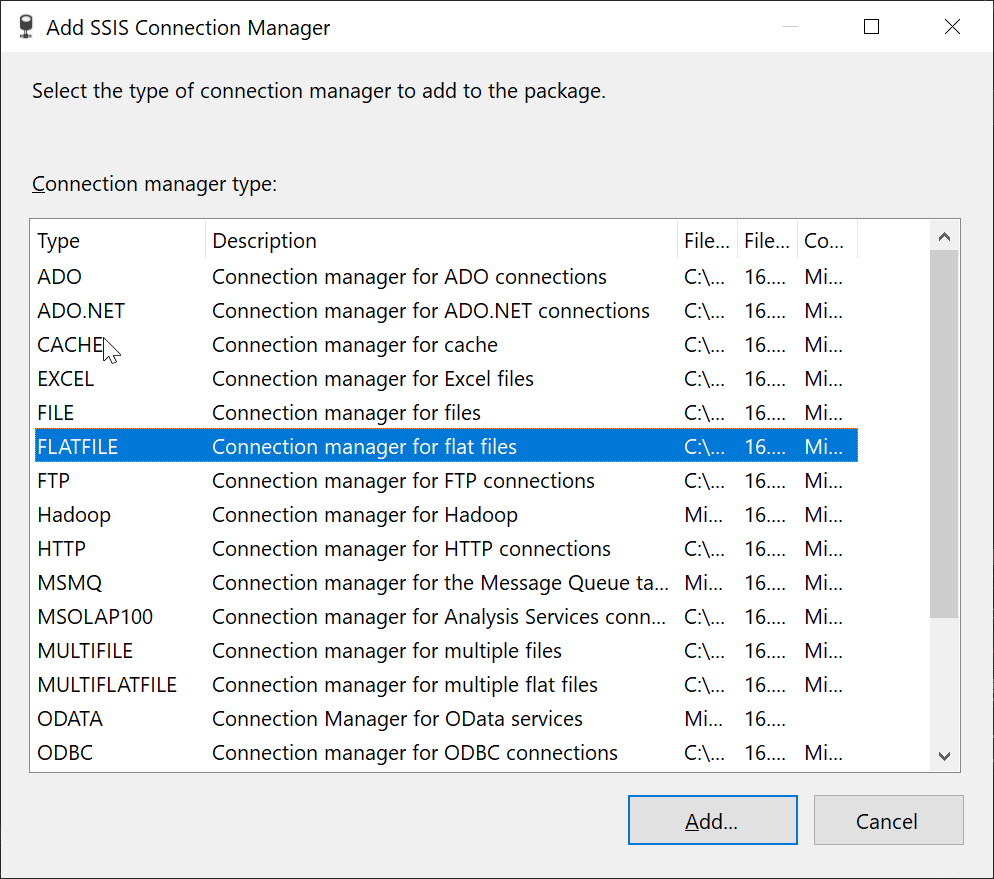 Add SSIS Connection Manager
Select the type of connection manager to add to the package.
Connection manager type:
Type Description File... File... Co...
ADO Connection manager for ADO connections C:\... 16.... Mi...
ADO.NET Connection manager for ADO.NET connections C:\... 16.... Mi...
CACHE Connection manager for cache C:\... 16.... Mi...
EXCEL Connection manager for Excel files C:\... 16.... Mi...
FILE Connection manager for files C:\... 16.... Mi...
FLATFILE Connection manager for flat files C:\... 16.... Mi...
FTP Connection manager for FTP connections C:\... 16.... Mi...
Hadoop Connection manager for Hadoop Mi... 16.... Mi...
HTTP Connection manager for HTTP connections C:\... 16.... Mi...
MSMQ Connection manager for the Message Queue ta... Mi... 16.... Mi...
MSOLAP100 Connection manager for Analysis Services conn... C:\... 16.... Mi...
MULTIFILE Connection manager for multiple files C:\... 16.... Mi...
MULTIFLATFILE Connection manager for multiple flat files C:\... 16.... Mi...
ODATA Connection Manager for OData services Mi... 16....
ODBC Connection manager for ODBC connections C:\... 16.... Mi...
Add... Cancel